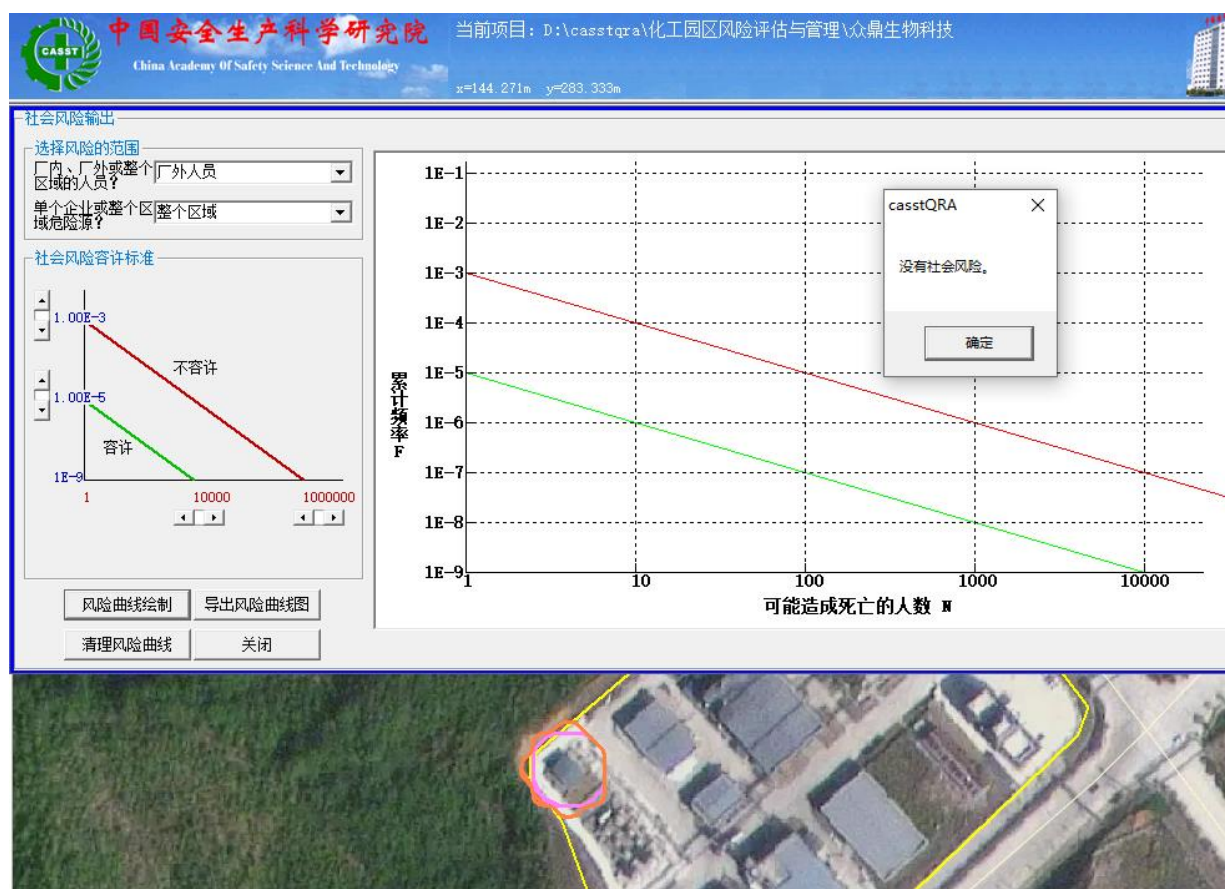 CASST
中国安全生产科学研究院
China Academy Of Safety Science And Technology
当前项目: D:\casstqra\化工园区风险评估与管理\众鼎生物科技
x=144.271m y=283.333m
社会风险输出
选择风险的范围
厂内、厂外或整个区域的人员?
厂外人员
单个企业或整个区域危险源?
整个区域
社会风险容许标准
1.00E-3
不容许
1.00E-5
容许
1E-9
1
10000
1000000
风险曲线绘制
导出风险曲线图
清理风险曲线
关闭
1E-1
1E-2
1E-3
1E-4
1E-5
1E-6
1E-7
1E-8
1E-9
累计频率 F
1
10
100
1000
10000
可能造成死亡的人数 N
casstQRA
没有社会风险。
确定